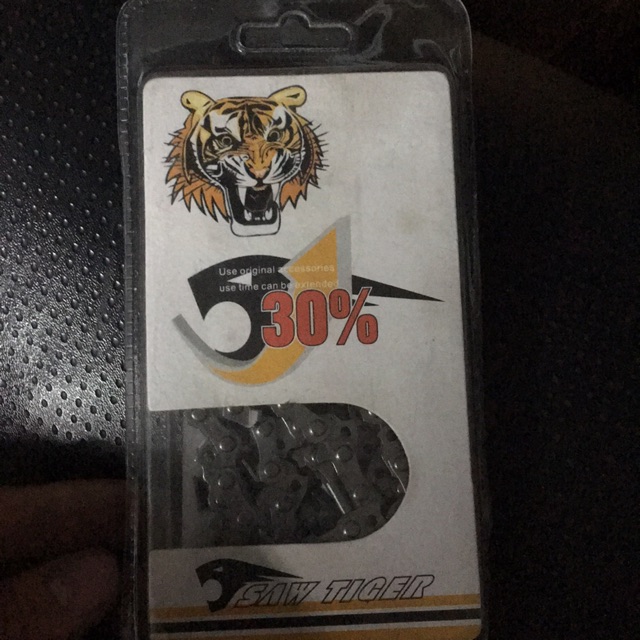 Use original accessories
use time can be extended
30%
SAW TIGER